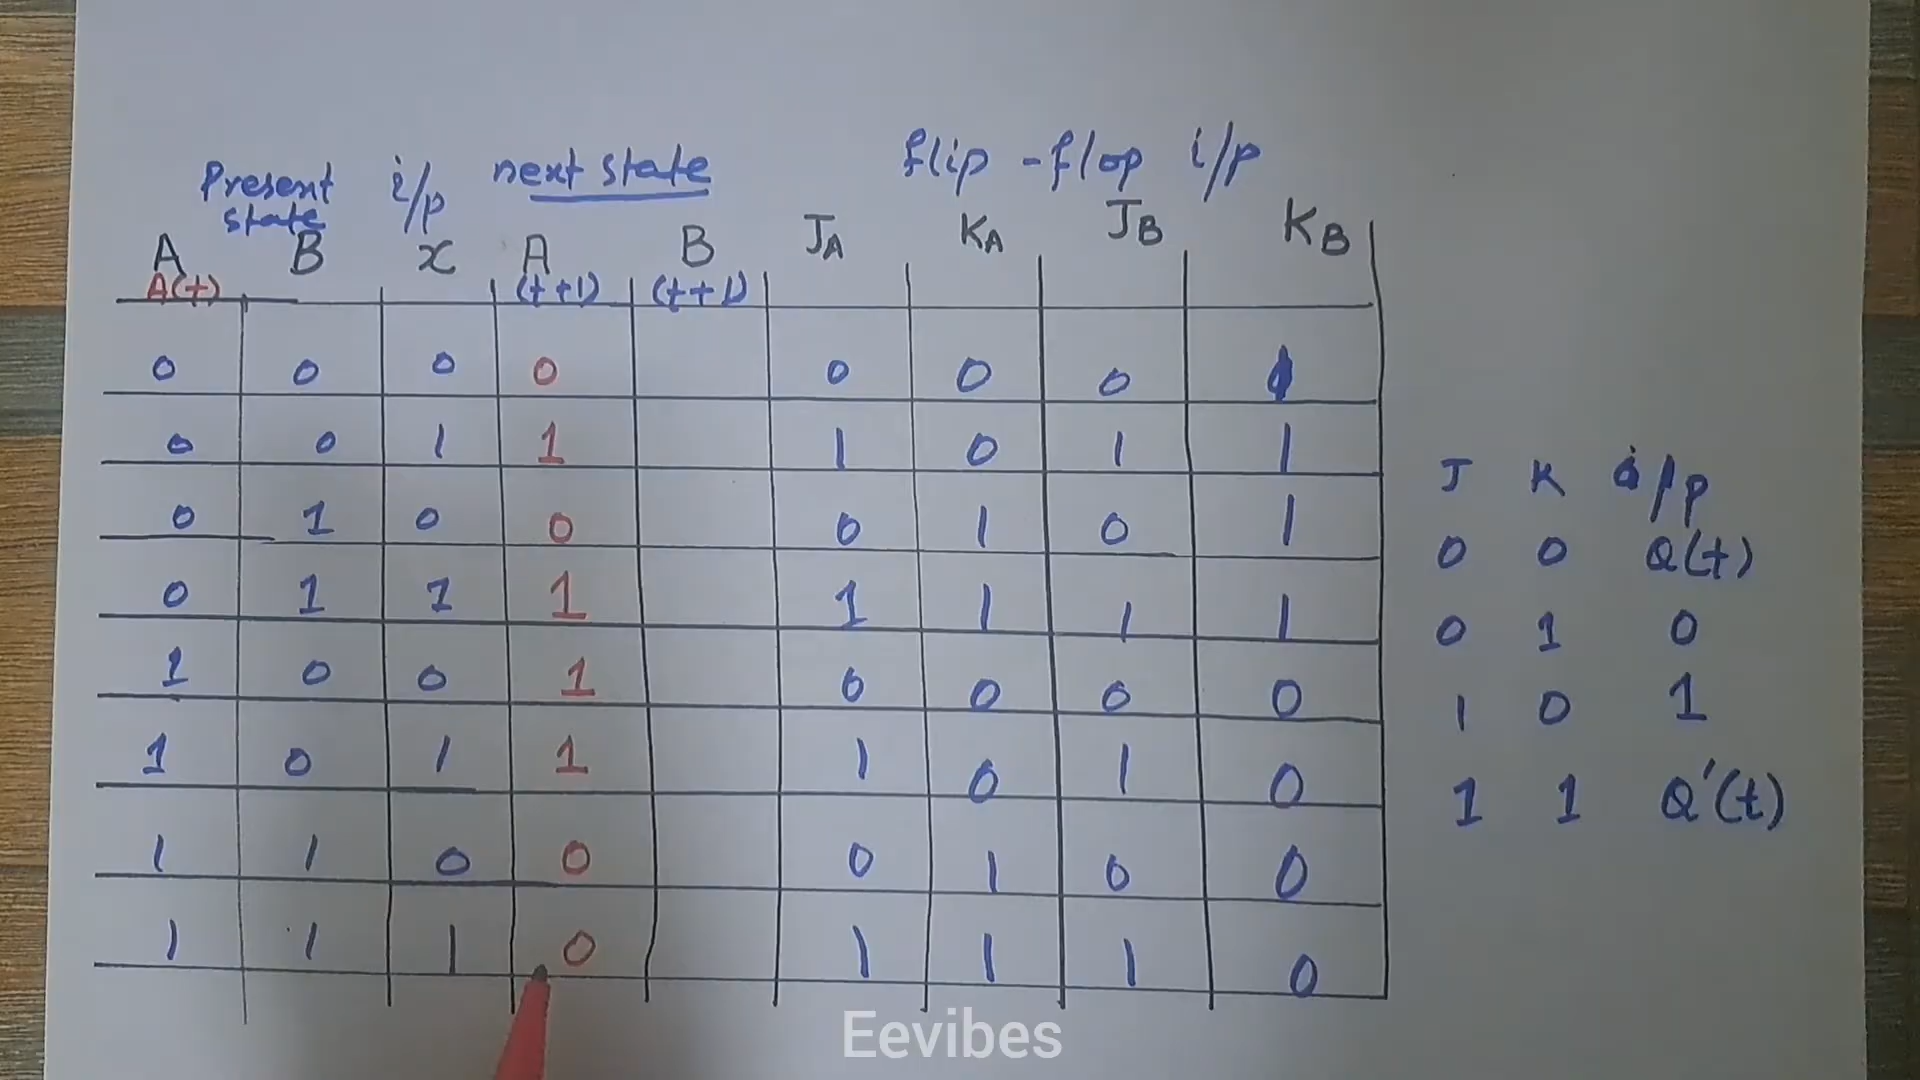 Present i/p next state flip-flop i/p
state
A B x A B JA KA JB KB
A(t) (t+1) (t+1)
0 0 0 0 0 0 0 1
0 0 1 1 1 0 1 1
0 1 0 0 0 1 0 1
0 1 1 1 1 1 1 1
1 0 0 1 0 0 0 0
1 0 1 1 1 0 1 0
1 1 0 0 0 1 0 0
1 1 1 0 1 1 1 0
J K /p
0 0 Q(t)
0 1 0
1 0 1
1 1 Q'(t)
Eevibes